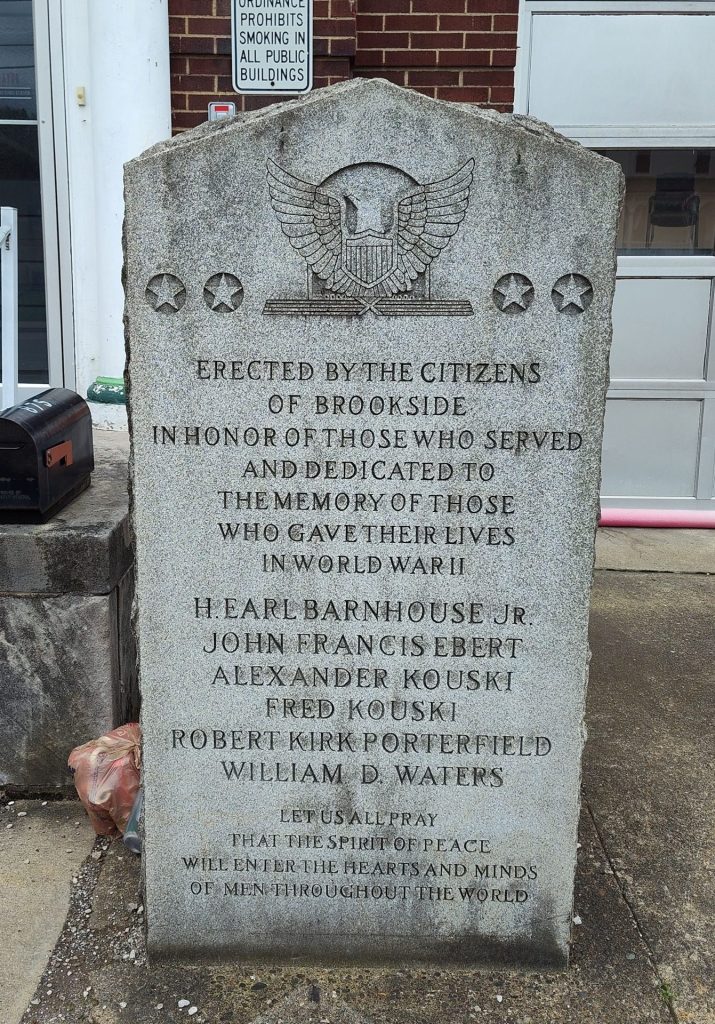 ORDINANCE
PROHIBITS
SMOKING IN
ALL PUBLIC
BUILDINGS
ERECTED BY THE CITIZENS
OF BROOKSIDE
IN HONOR OF THOSE WHO SERVED
AND DEDICATED TO
THE MEMORY OF THOSE
WHO GAVE THEIR LIVES
IN WORLD WAR II
H. EARL BARNHOUSE JR.
JOHN FRANCIS EBERT
ALEXANDER KOUSKI
FRED KOUSKI
ROBERT KIRK PORTERFIELD
WILLIAM D. WATERS
LET US ALL PRAY
THAT THE SPIRIT OF PEACE
WILL ENTER THE HEARTS AND MINDS
OF MEN THROUGHOUT THE WORLD